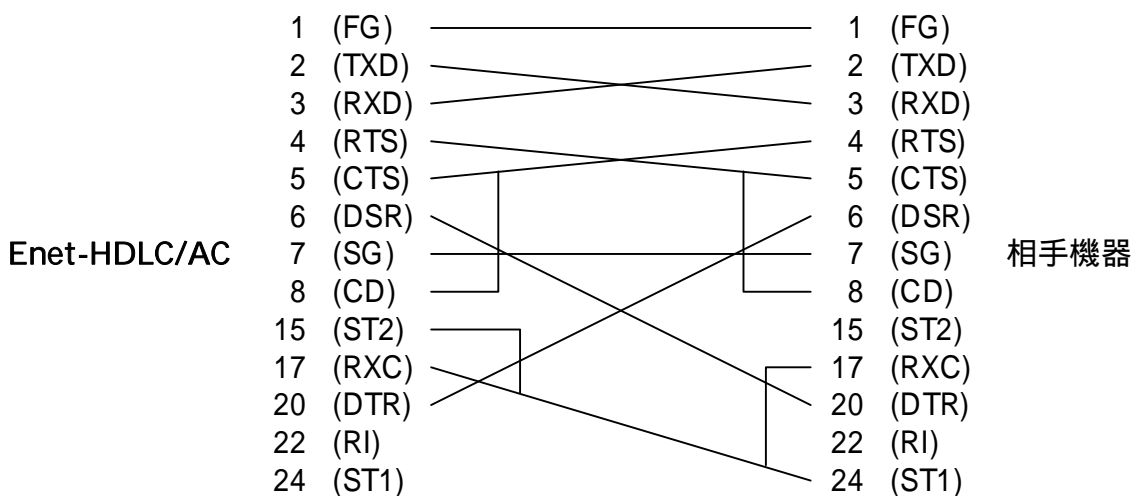 1 (FG) 1 (FG)
2 (TXD) 2 (TXD)
3 (RXD) 3 (RXD)
4 (RTS) 4 (RTS)
5 (CTS) 5 (CTS)
6 (DSR) 6 (DSR)
Enet-HDLC/AC 7 (SG) 7 (SG) 相手機器
8 (CD) 8 (CD)
15 (ST2) 15 (ST2)
17 (RXC) 17 (RXC)
20 (DTR) 20 (DTR)
22 (RI) 22 (RI)
24 (ST1) 24 (ST1)